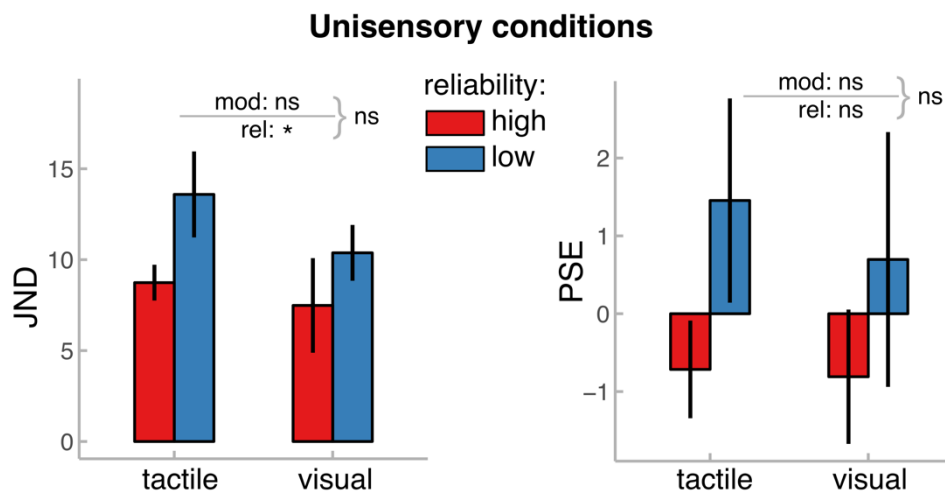 Unisensory conditions
JND
15
10
5
0
mod: ns
rel: *
ns
tactile
visual
reliability:
high
low
PSE
2
1
0
−1
mod: ns
rel: ns
ns
tactile
visual